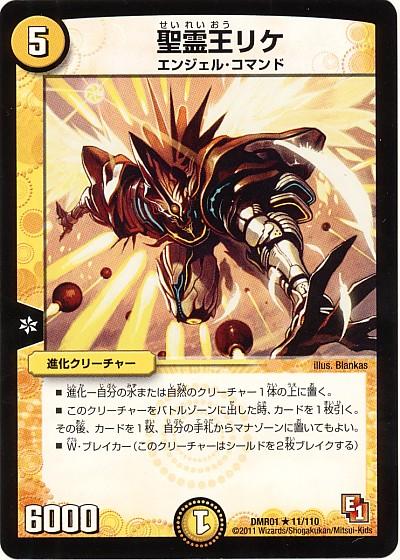 5
せいれいおう
聖霊王リケ
エンジェル・コマンド
進化クリーチャー
illus. Blankas
■ 進化－自分の水または自然のクリーチャー1体の上に置く。
■ このクリーチャーをバトルゾーンに出した時、カードを1枚引く。
その後、カードを1枚、自分の手札からマナゾーンに置いてもよい。
■ W・ブレイカー（このクリーチャーはシールドを2枚ブレイクする）
6000
1
DMR01 ★ 11/110
©2011 Wizards/Shogakukan/Mitsui-Kids
E1